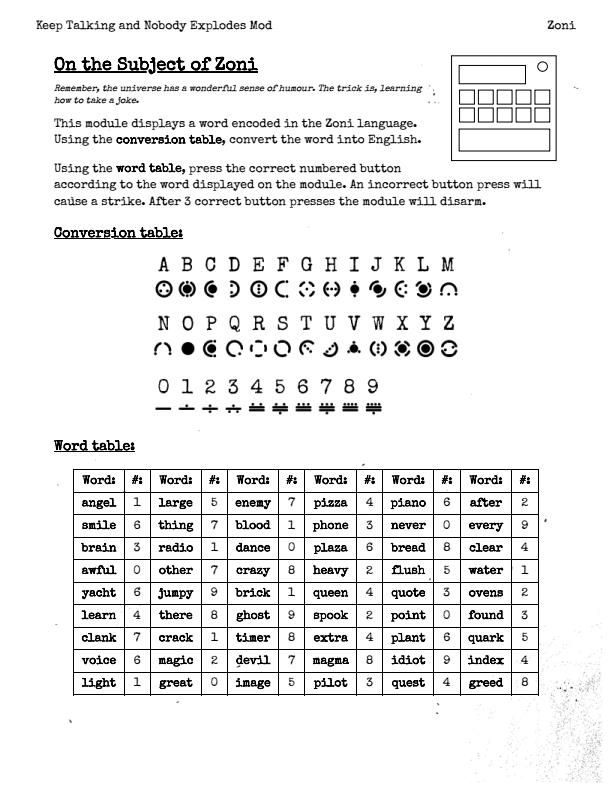 Keep Talking and Nobody Explodes Mod Zoni
On the Subject of Zoni
Remember, the universe has a wonderful sense of humour. The trick is, learning
how to take a joke.
This module displays a word encoded in the Zoni language.
Using the conversion table, convert the word into English.
Using the word table, press the correct numbered button
according to the word displayed on the module. An incorrect button press will
cause a strike. After 3 correct button presses the module will disarm.
Conversion table:
A B C D E F G H I J K L M
N O P Q R S T U V W X Y Z
0 1 2 3 4 5 6 7 8 9
Word table:
Word: #: Word: #: Word: #: Word: #: Word: #: Word: #:
angel 1 large 5 enemy 7 pizza 4 piano 6 after 2
smile 6 thing 7 blood 1 phone 3 never 0 every 9
brain 3 radio 1 dance 0 plaza 6 bread 8 clear 4
awful 0 other 7 crazy 8 heavy 2 flush 5 water 1
yacht 6 jumpy 9 brick 1 queen 4 quote 3 ovens 2
learn 4 there 8 ghost 9 spook 2 point 0 found 3
clank 7 crack 1 timer 8 extra 4 plant 6 quark 5
voice 6 magic 2 devil 7 magma 8 idiot 9 index 4
light 1 great 0 image 5 pilot 3 quest 4 greed 8